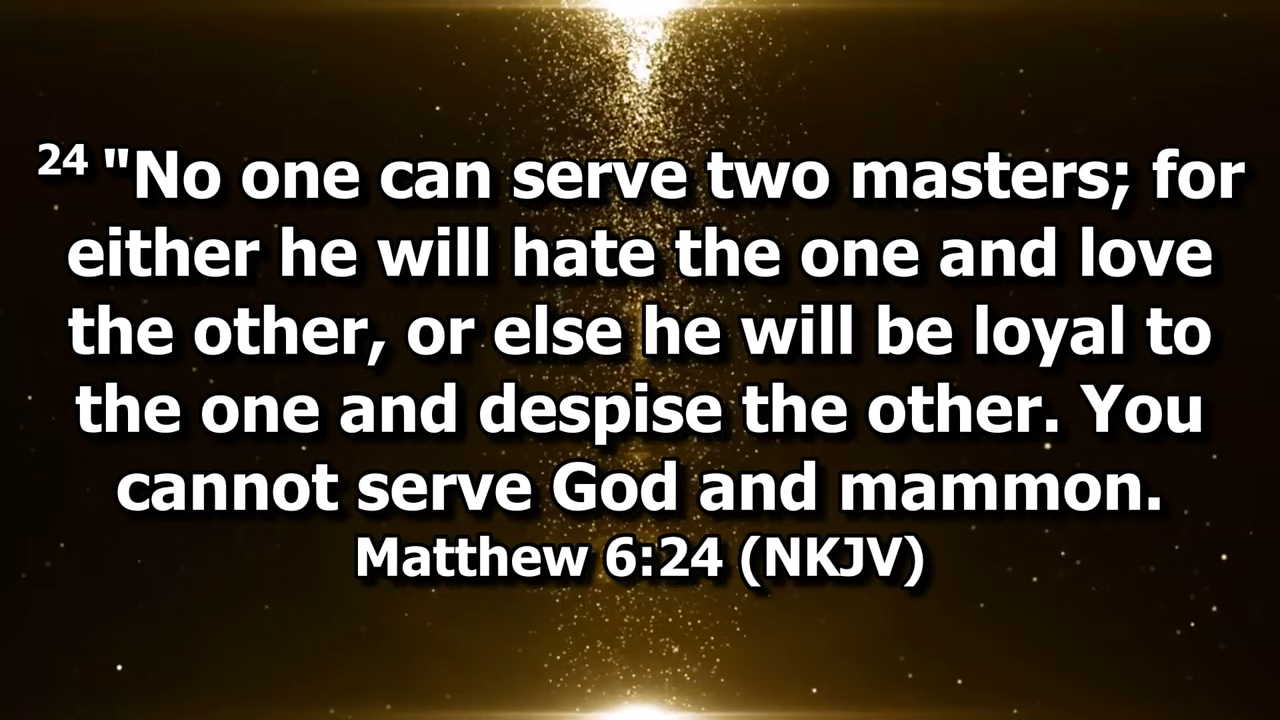 24 "No one can serve two masters; for
either he will hate the one and love
the other, or else he will be loyal to
the one and despise the other. You
cannot serve God and mammon.
Matthew 6:24 (NKJV)